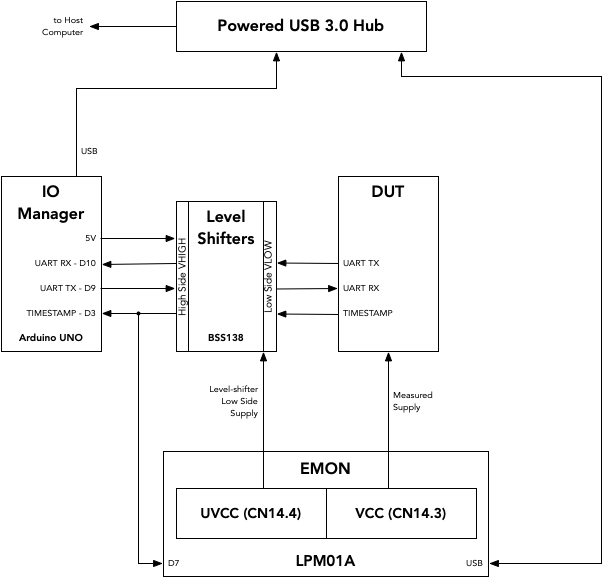 to Host
Computer
Powered USB 3.0 Hub
USB
IO
Manager
5V
UART RX - D10
UART TX - D9
TIMESTAMP - D3
Arduino UNO
High Side VHIGH
Level
Shifters
BSS138
Low Side VLOW
DUT
UART TX
UART RX
TIMESTAMP
Level-shifter
Low Side
Supply
Measured
Supply
EMON
UVCC (CN14.4)
VCC (CN14.3)
D7
LPM01A
USB